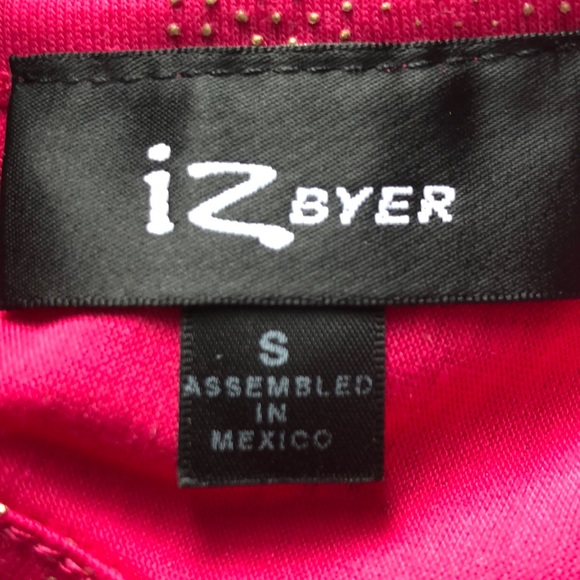 iz BYER
S
ASSEMBLED
IN
MEXICO